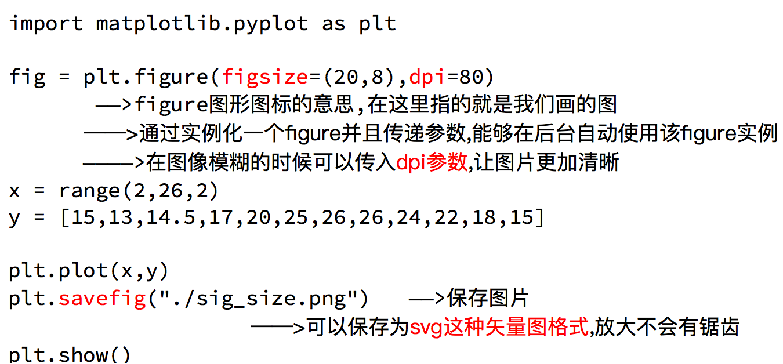 import matplotlib.pyplot as plt
fig = plt.figure(figsize=(20,8),dpi=80)
——>figure图形图标的意思,在这里指的就是我们画的图
———>通过实例化一个figure并且传递参数,能够在后台自动使用该figure实例
———>在图像模糊的时候可以传入dpi参数,让图片更加清晰
x = range(2,26,2)
y = [15,13,14.5,17,20,25,26,26,24,22,18,15]
plt.plot(x,y)
plt.savefig("./sig_size.png") ——>保存图片
———>可以保存为svg这种矢量图格式,放大不会有锯齿
plt.show()